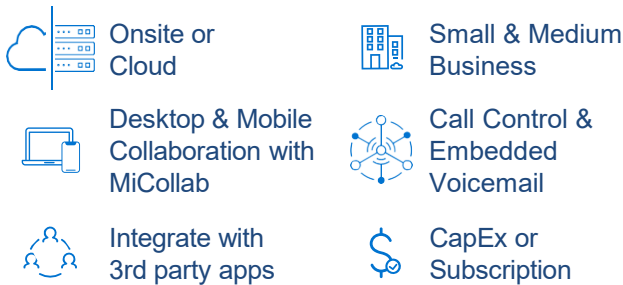 Onsite or
Cloud
Small & Medium
Business
Desktop & Mobile
Collaboration with
MiCollab
Call Control &
Embedded
Voicemail
Integrate with
3rd party apps
CapEx or
Subscription